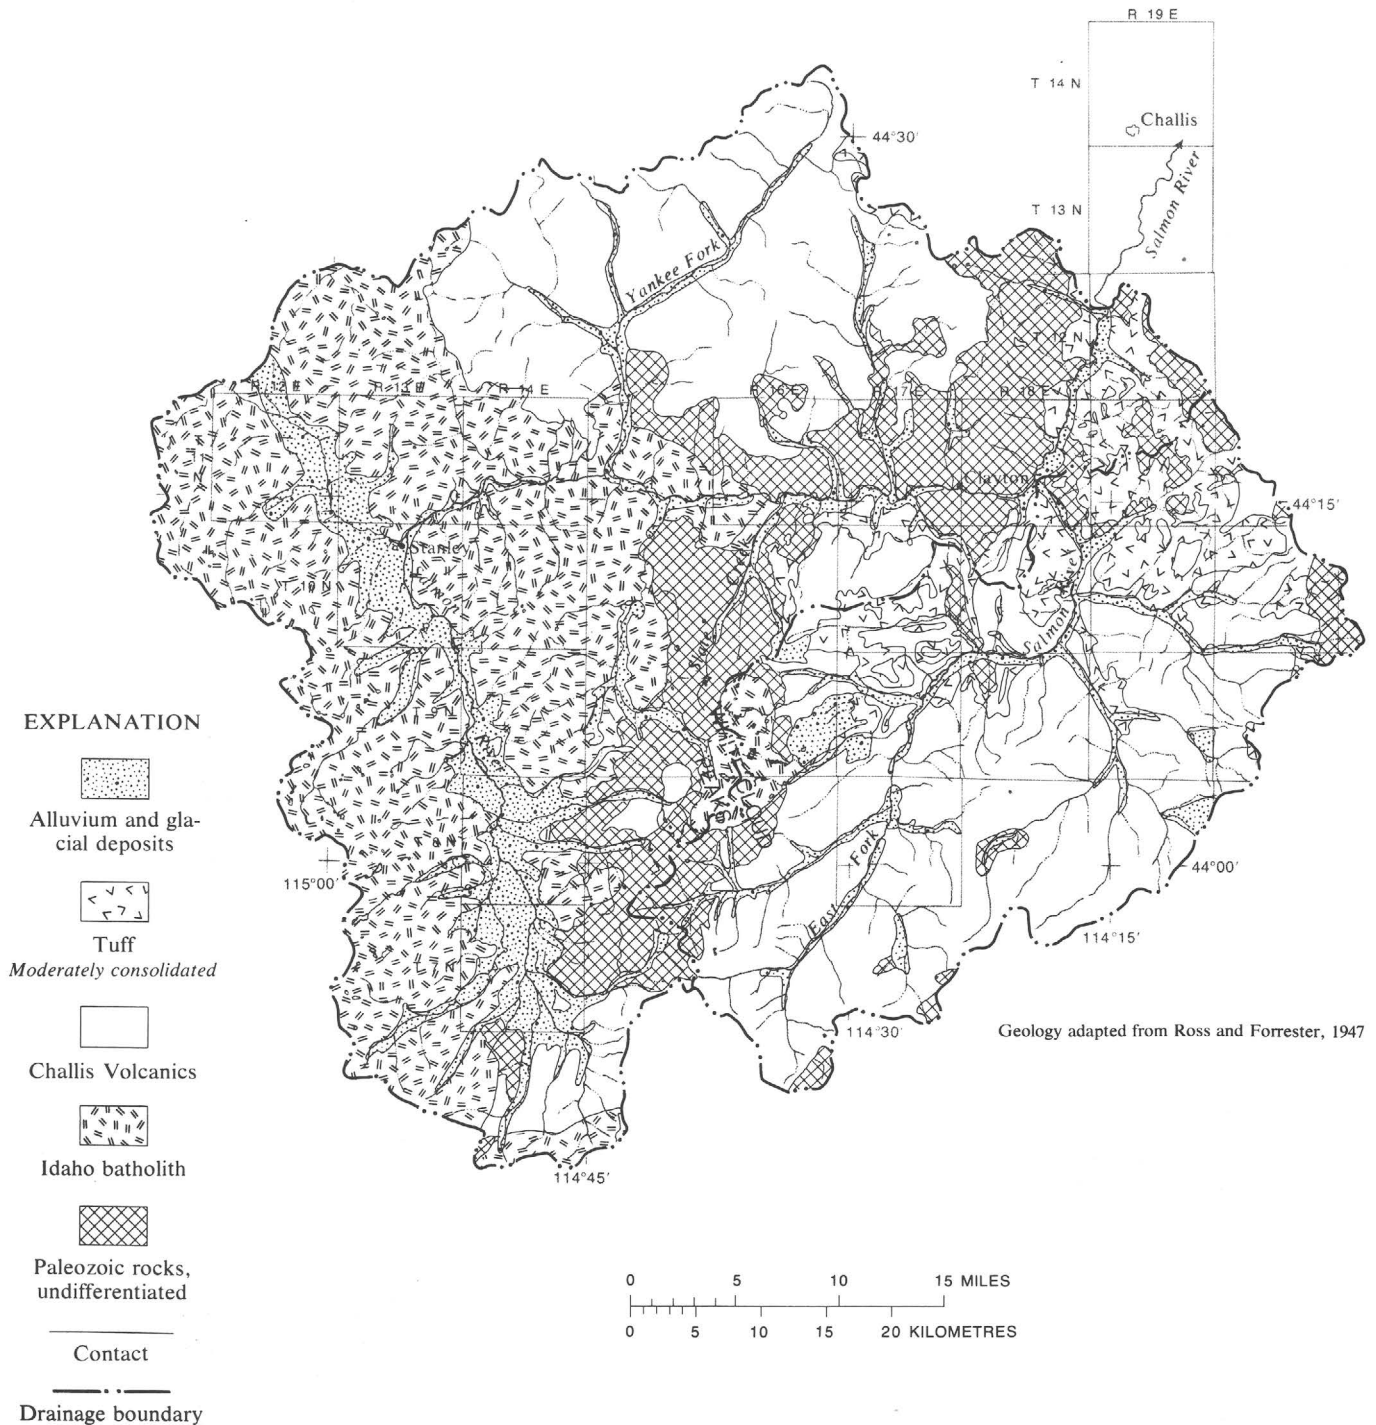 R 19 E
T 14 N
Challis
44°30′
Salmon River
T 13 N
Yankee Fork
T 12 N
R 12 E
R 13 E
R 14 E
R 16 E
R 17 E
R 18 E
Clayton
44°15′
Stanley
Slate Creek
Salmon
River
EXPLANATION
Alluvium and gla-
cial deposits
Tuff
Moderately consolidated
Challis Volcanics
Idaho batholith
Paleozoic rocks,
undifferentiated
Contact
Drainage boundary
115°00′
East Fork
44°00′
114°15′
114°30′
Geology adapted from Ross and Forrester, 1947
114°45′
0 5 10 15 MILES
0 5 10 15 20 KILOMETRES